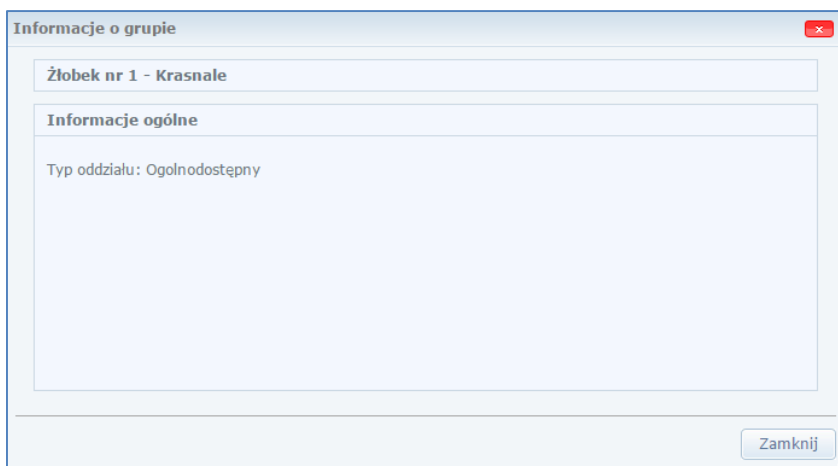 Informacje o grupie
Żłobek nr 1 - Krasnale
Informacje ogólne
Typ oddziału: Ogolnodostępny
Zamknij